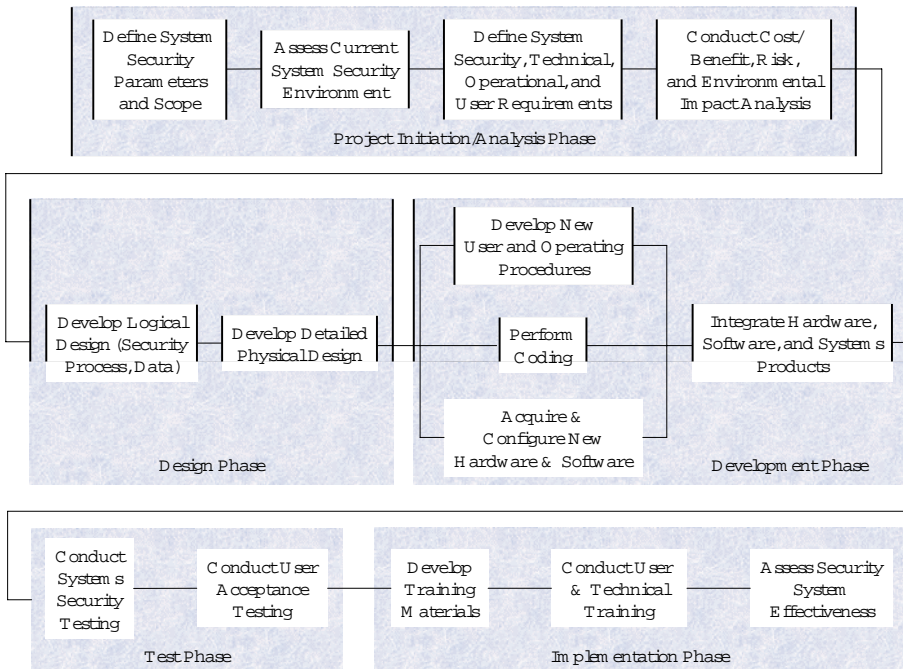 Define System
Security
Parameters
and Scope
Assess Current
System Security
Environment
Define System
Security, Technical,
Operational, and
User Requirements
Conduct Cost/
Benefit, Risk,
and Environmental
Impact Analysis
Project Initiation/Analysis Phase
Develop Logical
Design (Security
Process, Data)
Develop Detailed
Physical Design
Design Phase
Develop New
User and Operating
Procedures
Perform
Coding
Acquire &
Configure New
Hardware & Software
Integrate Hardware,
Software, and Systems
Products
Development Phase
Conduct
Systems
Security
Testing
Conduct User
Acceptance
Testing
Test Phase
Develop
Training
Materials
Conduct User
& Technical
Training
Assess Security
System
Effectiveness
Implementation Phase